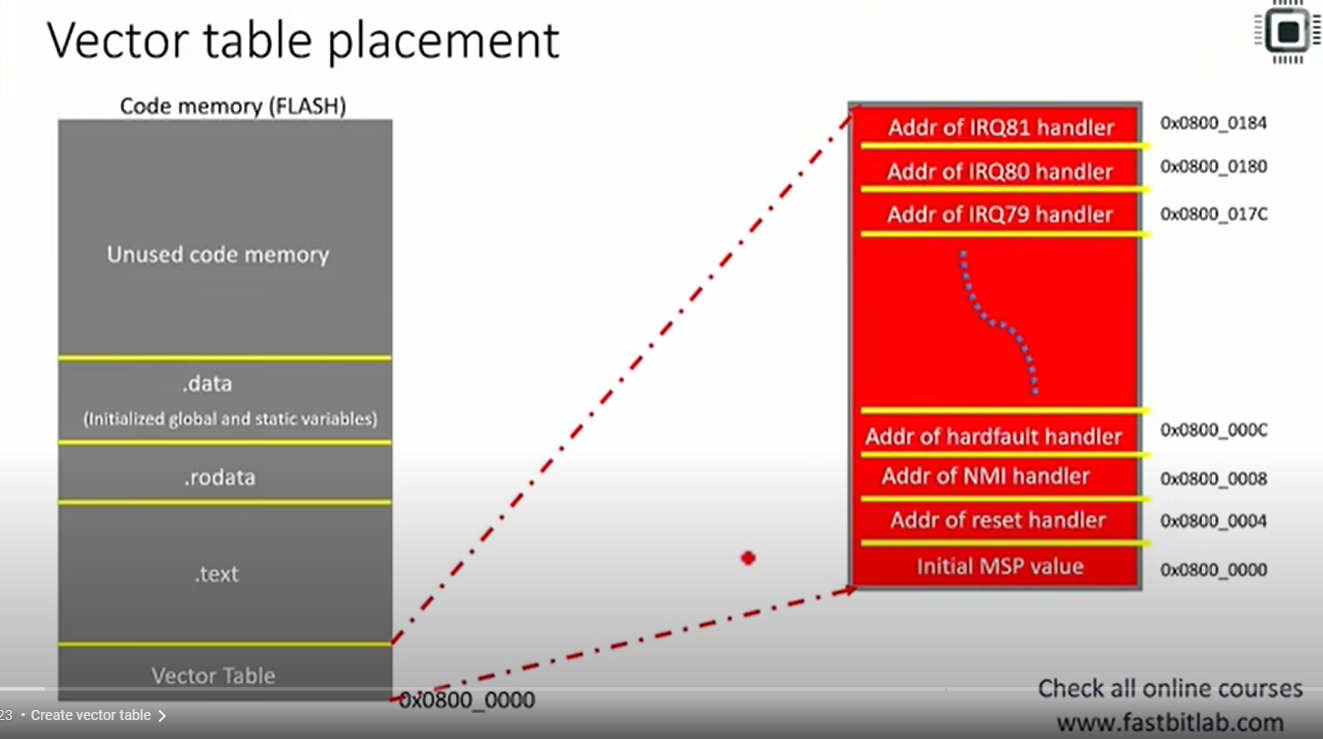 Vector table placement
Code memory (FLASH)
Unused code memory
.data
(Initialized global and static variables)
.rodata
.text
Vector Table
0x0800_0000
Addr of IRQ81 handler
0x0800_0184
Addr of IRQ80 handler
0x0800_0180
Addr of IRQ79 handler
0x0800_017C
Addr of hardfault handler
0x0800_000C
Addr of NMI handler
0x0800_0008
Addr of reset handler
0x0800_0004
Initial MSP value
0x0800_0000
Check all online courses
www.fastbitlab.com
23 • Create vector table